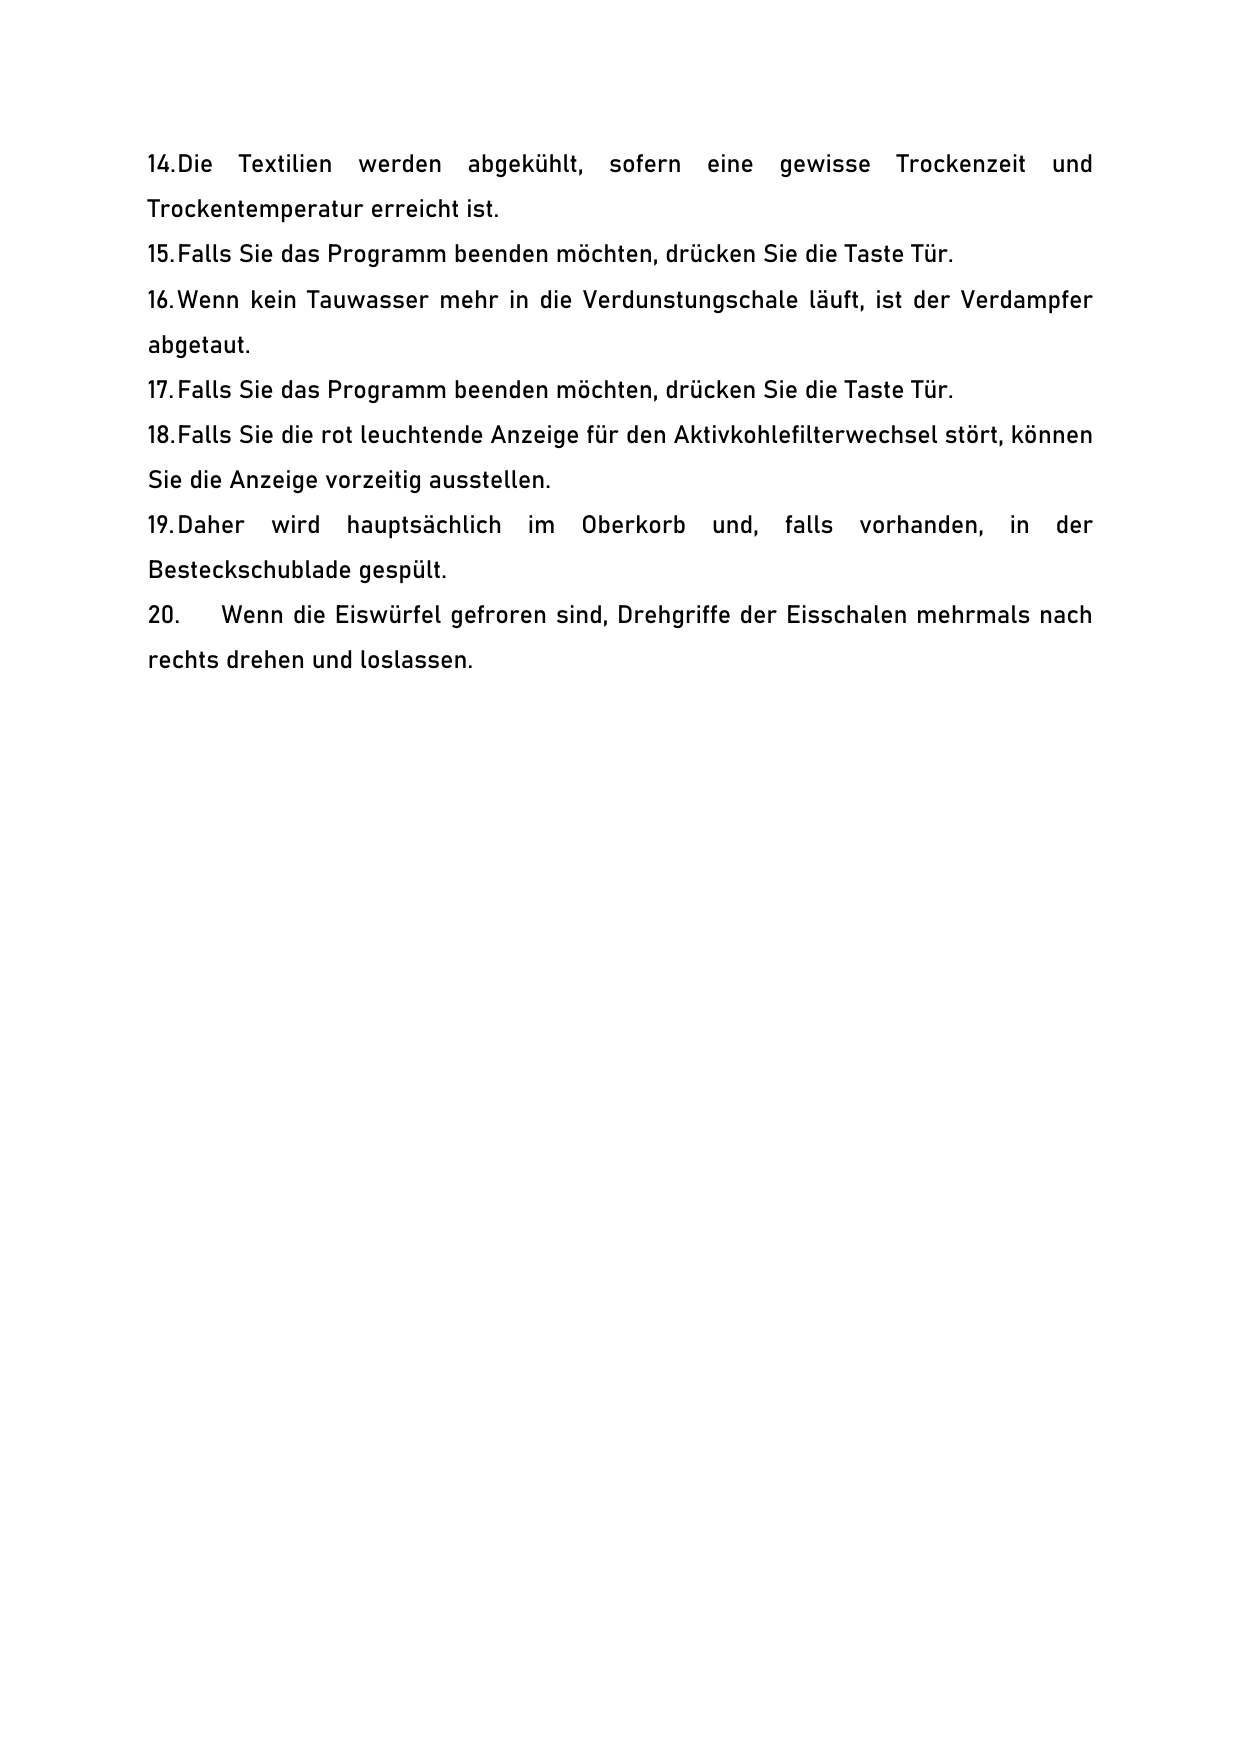 14.Die Textilien werden abgekühlt, sofern eine gewisse Trockenzeit und
Trockentemperatur erreicht ist.
15.Falls Sie das Programm beenden möchten, drücken Sie die Taste Tür.
16.Wenn kein Tauwasser mehr in die Verdunstungschale läuft, ist der Verdampfer
abgetaut.
17.Falls Sie das Programm beenden möchten, drücken Sie die Taste Tür.
18.Falls Sie die rot leuchtende Anzeige für den Aktivkohlefilterwechsel stört, können
Sie die Anzeige vorzeitig ausstellen.
19.Daher wird hauptsächlich im Oberkorb und, falls vorhanden, in der
Besteckschublade gespült.
20. Wenn die Eiswürfel gefroren sind, Drehgriffe der Eisschalen mehrmals nach
rechts drehen und loslassen.